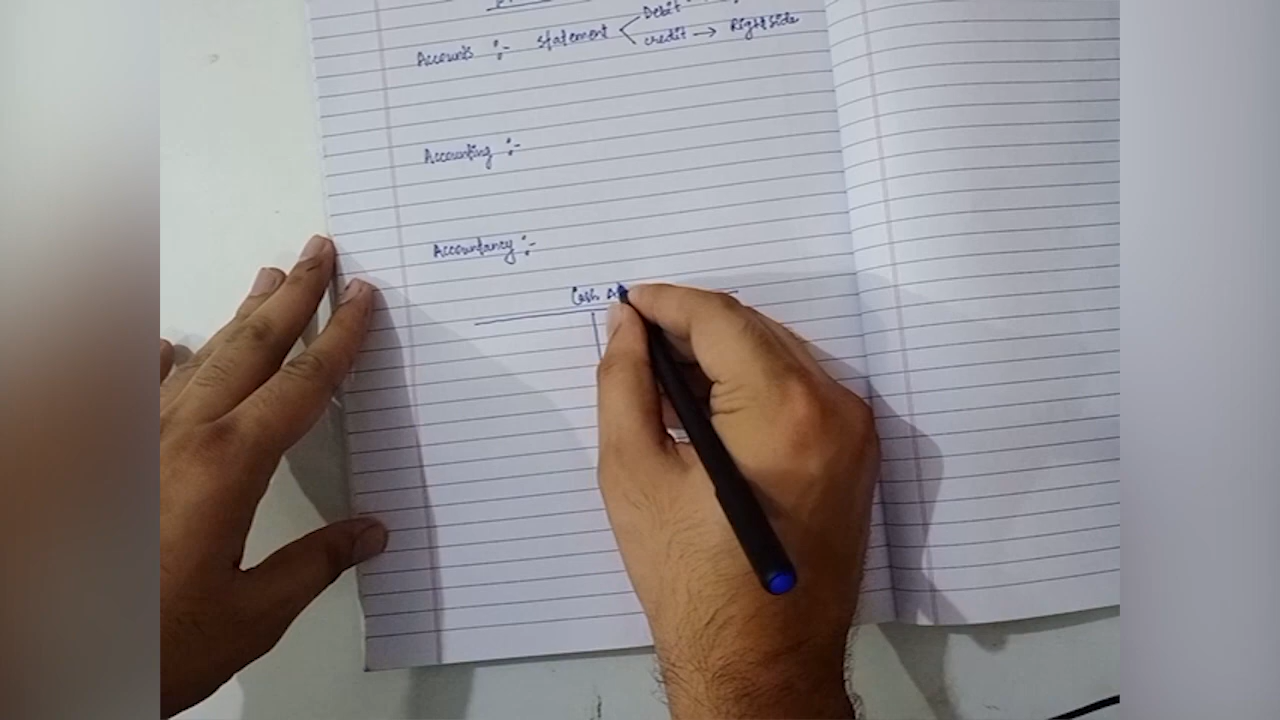 Debit
Accounts :- Statement
credit → Right side
Accounting :-
Accountancy :-
Cash